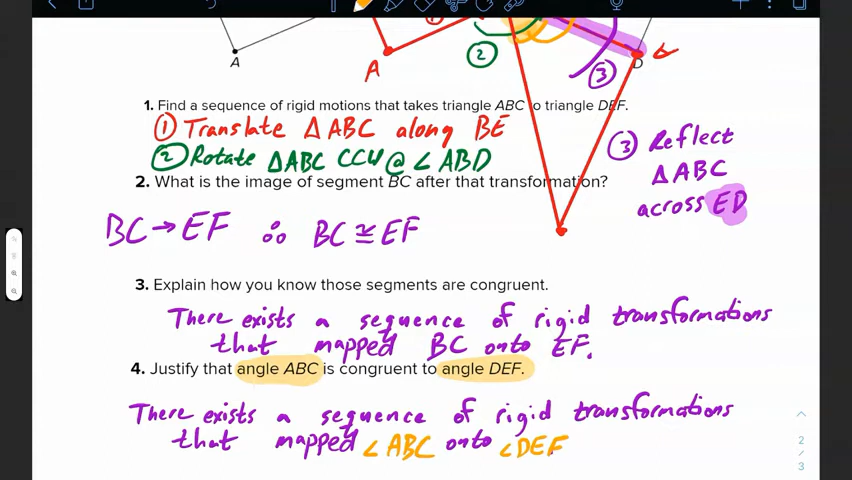 1
A
A
2
3
D
1. Find a sequence of rigid motions that takes triangle ABC to triangle DEF.
① Translate △ABC along BE
② Rotate △ABC CCW @ ∠ABD
③ Reflect
△ABC
across ED
2. What is the image of segment BC after that transformation?
BC → EF ∴ BC ≅ EF
3. Explain how you know those segments are congruent.
There exists a sequence of rigid transformations
that mapped BC onto EF.
4. Justify that angle ABC is congruent to angle DEF.
There exists a sequence of rigid transformations
that mapped ∠ABC onto ∠DEF
2
/
3